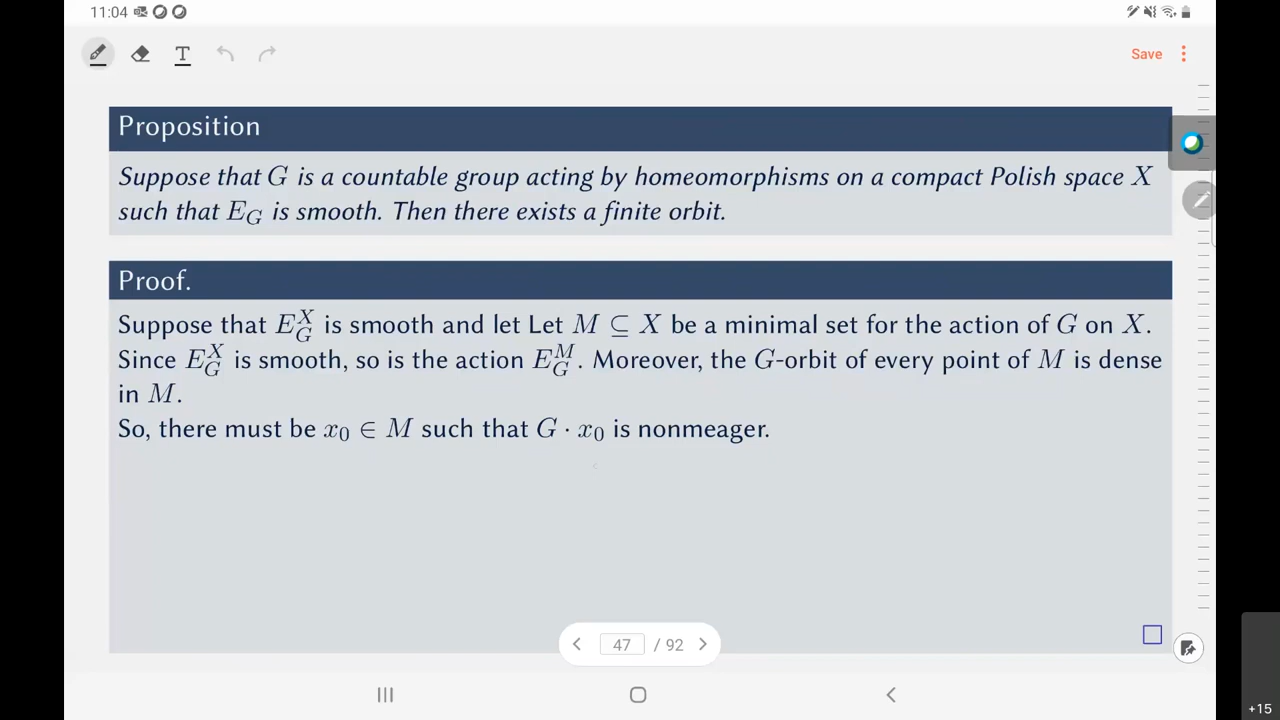 11:04
T
Save
Proposition
Suppose that G is a countable group acting by homeomorphisms on a compact Polish space X
such that E_G is smooth. Then there exists a finite orbit.
Proof.
Suppose that E_G^X is smooth and let Let M ⊆ X be a minimal set for the action of G on X.
Since E_G^X is smooth, so is the action E_G^M. Moreover, the G-orbit of every point of M is dense
in M.
So, there must be x_0 ∈ M such that G · x_0 is nonmeager.
47 / 92
+15